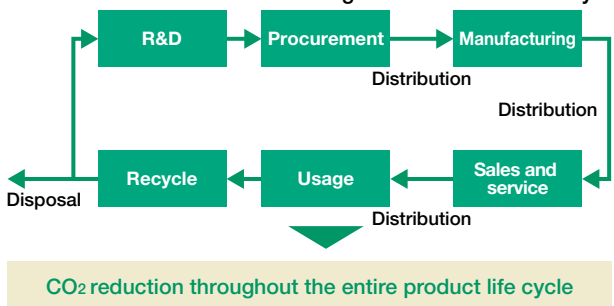 R&D
Procurement
Manufacturing
Distribution
Distribution
Recycle
Usage
Sales and
service
Disposal
Distribution
CO2 reduction throughout the entire product life cycle